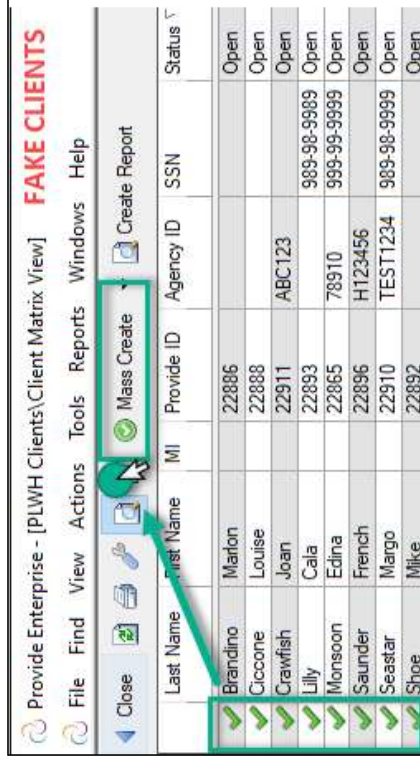 Provide Enterprise - [PLWH Clients\Client Matrix View] FAKE CLIENTS
File Find View Actions Tools Reports Windows Help
Close Mass Create Create Report
Last Name First Name MI Provide ID Agency ID SSN Status
Brandino Marlon 22886 Open
Ciccone Louise 22888 Open
Crawfish Joan 22911 ABC123 Open
Lilly Cala 22893 989-98-9989 Open
Monsoon Edina 22865 78910 999-99-9999 Open
Saunder French 22896 H123456 Open
Seastar Margo 22910 TEST1234 989-98-9999 Open
Shoe Mike 22892 Open